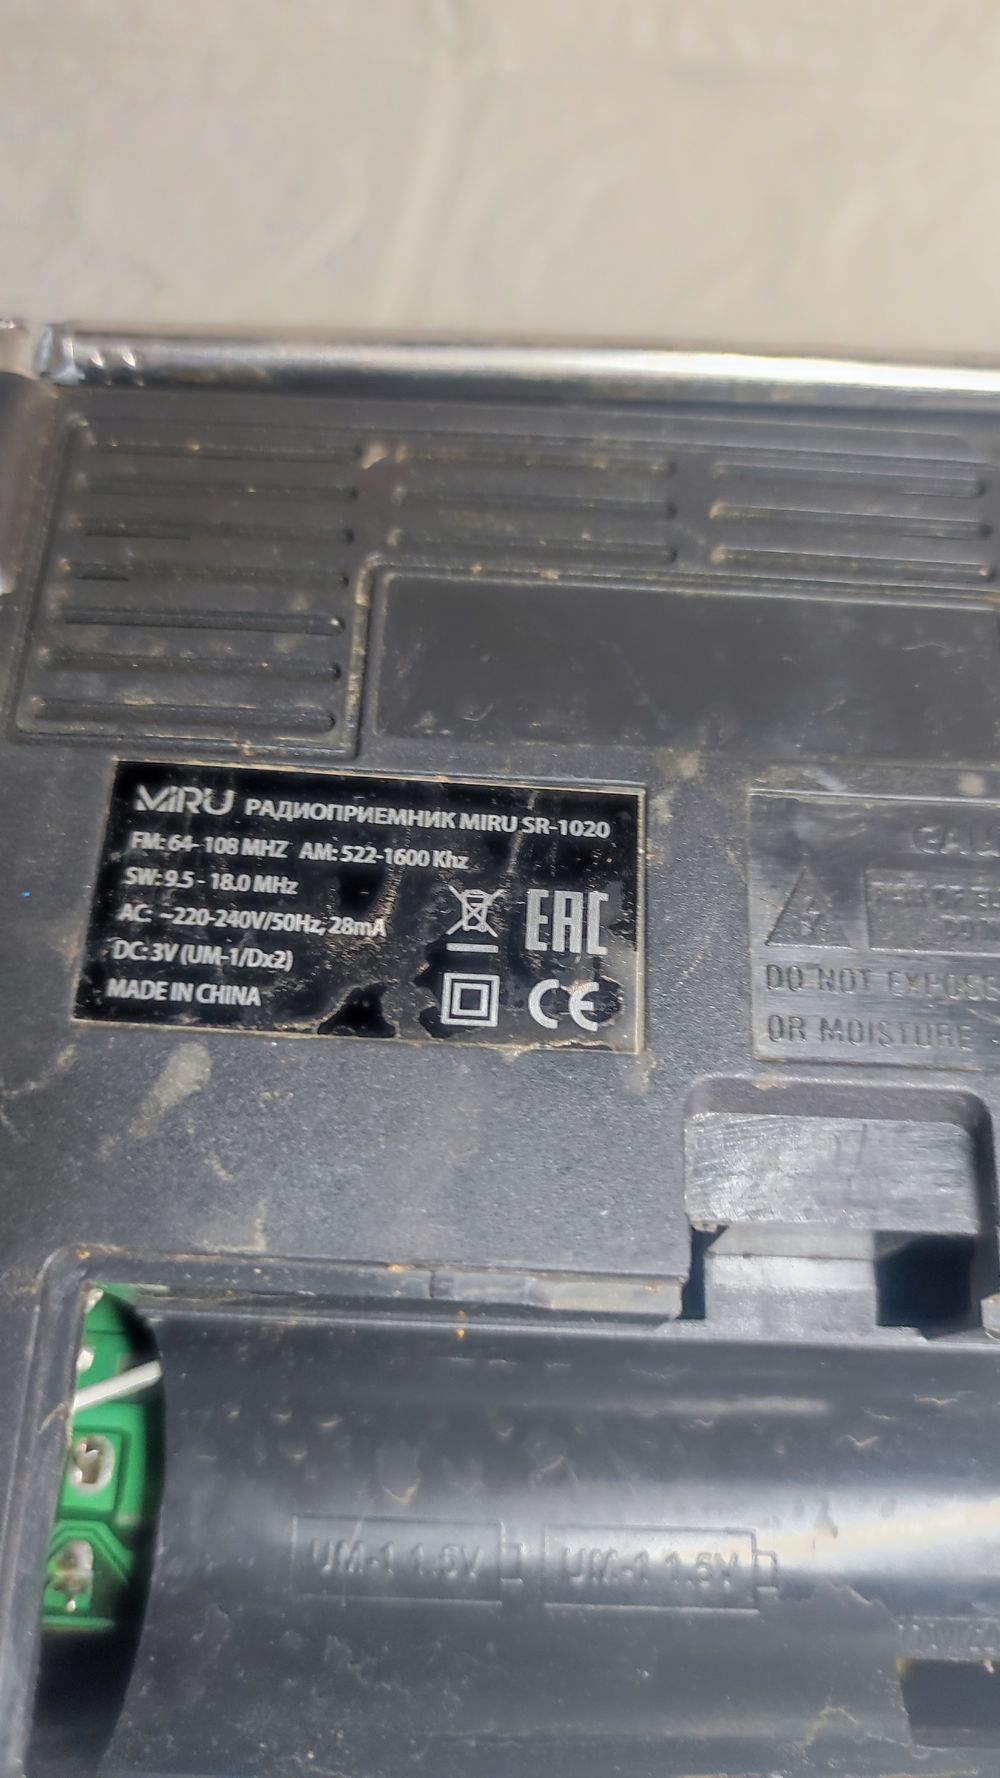 MIRU РАДИОПРИЕМНИК MIRU SR-1020
FM: 64- 108 MHZ AM: 522-1600 Khz
SW: 9.5 - 18.0 MHz
AC: ~220-240V/50Hz, 28mA
DC: 3V (UM-1/Dx2)
MADE IN CHINA
EAC
CE
DO NOT EXPOSE
OR MOISTURE
UM-1 1.5V UM-1 1.5V